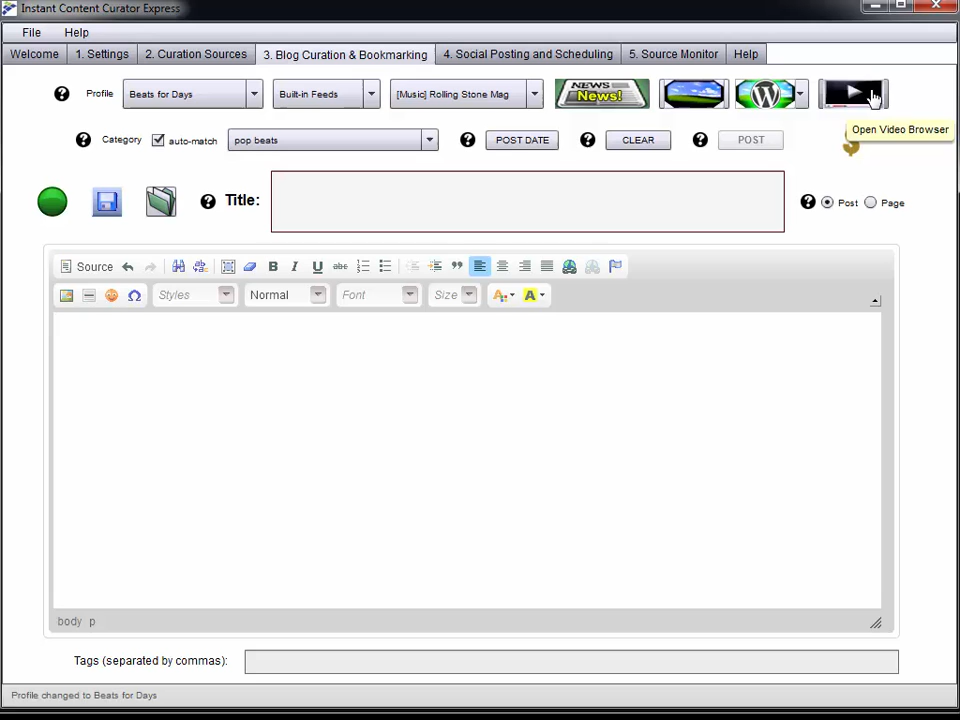 Instant Content Curator Express
File Help
Welcome 1. Settings 2. Curation Sources 3. Blog Curation & Bookmarking 4. Social Posting and Scheduling 5. Source Monitor Help
? Profile Beats for Days Built-in Feeds [Music] Rolling Stone Mag NEWS News! W
Open Video Browser
? Category auto-match pop beats ? POST DATE ? CLEAR ? POST $
? Title: ? Post Page
Source B I U abc
Styles Normal Font Size A A
body p
Tags (separated by commas):
Profile changed to Beats for Days